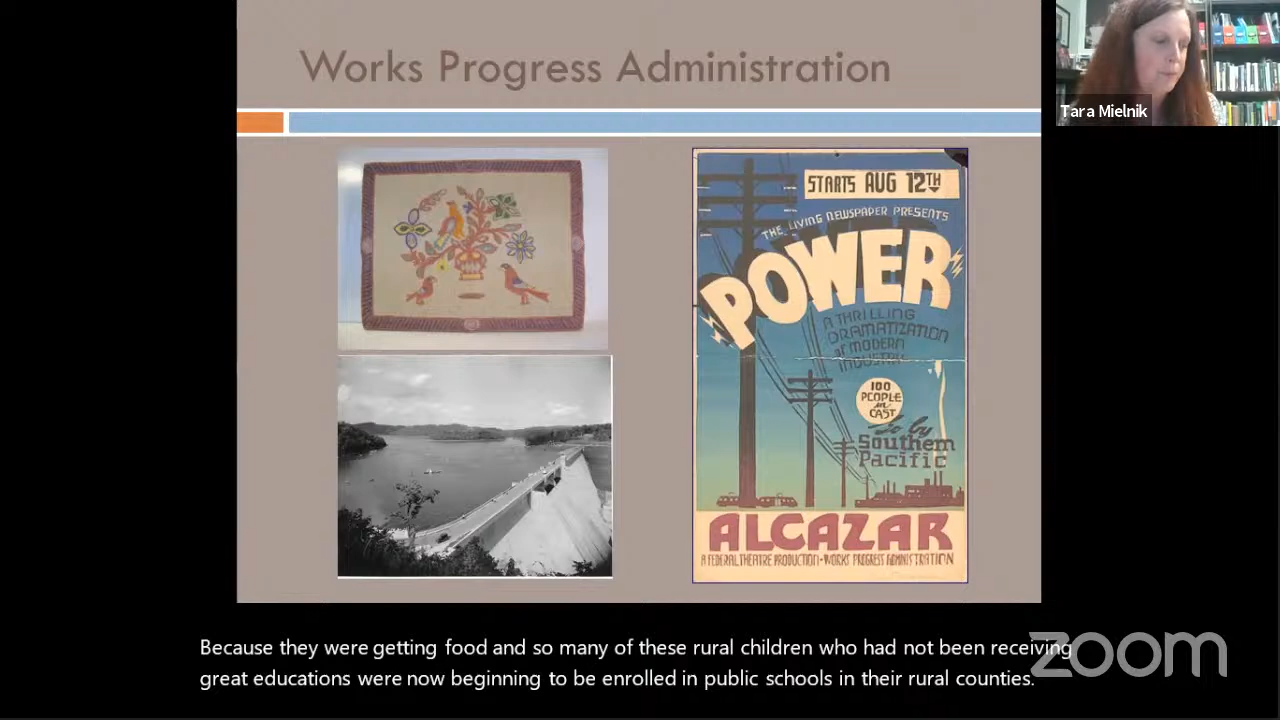 Works Progress Administration
Tara Mielnik
STARTS AUG 12TH
THE LIVING NEWSPAPER PRESENTS
POWER
A THRILLING
DRAMATIZATION
of MODERN
INDUSTRY
100
PEOPLE
in
CAST
Go by
Southern
Pacific
ALCAZAR
A FEDERAL THEATRE PRODUCTION • WORKS PROGRESS ADMINISTRATION
Because they were getting food and so many of these rural children who had not been receiving
great educations were now beginning to be enrolled in public schools in their rural counties.
zoom